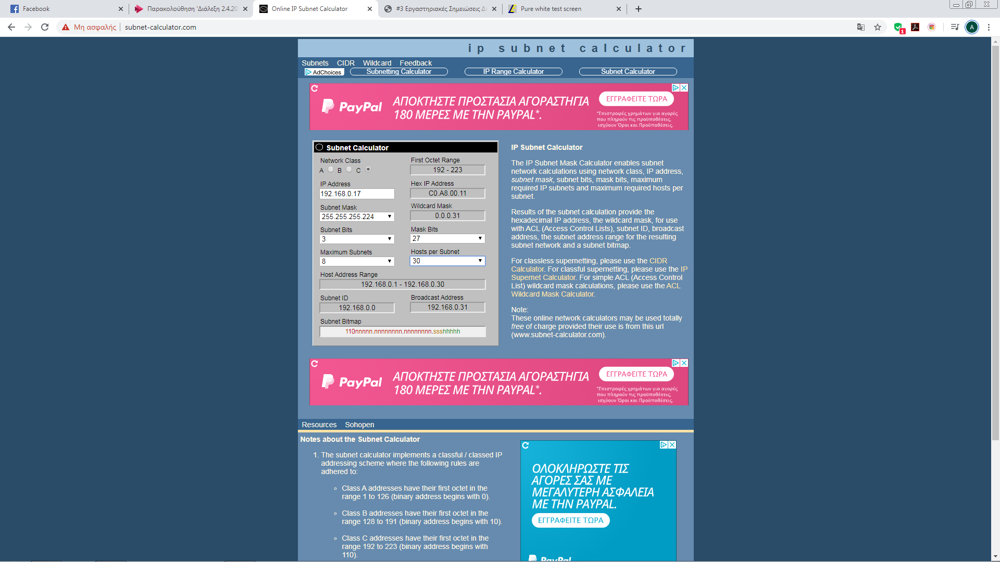 Facebook
Παρακολούθηση 'Διάλεξη 2.4.20
Online IP Subnet Calculator
#3 Εργαστηριακές Σημειώσεις Δι
Pure white test screen
Μη ασφαλής
subnet-calculator.com
1
A
ip subnet calculator
Subnets CIDR Wildcard Feedback
AdChoices
Subnetting Calculator
IP Range Calculator
Subnet Calculator
PayPal
ΑΠΟΚΤΗΣΤΕ ΠΡΟΣΤΑΣΙΑ ΑΓΟΡΑΣΤΗ ΓΙΑ
180 ΜΕΡΕΣ ΜΕ ΤΗΝ PAYPAL*.
ΕΓΓΡΑΦΕΙΤΕ ΤΩΡΑ
*Επιστροφές χρημάτων για αγορές
που πληρούν τις προϋποθέσεις,
ισχύουν Όροι και Προϋποθέσεις.
Subnet Calculator
Network Class
A B C
First Octet Range
192 - 223
IP Address
192.168.0.17
Hex IP Address
C0.A8.00.11
Subnet Mask
255.255.255.224
Wildcard Mask
0.0.0.31
Subnet Bits
3
Mask Bits
27
Maximum Subnets
8
Hosts per Subnet
30
Host Address Range
192.168.0.1 - 192.168.0.30
Subnet ID
192.168.0.0
Broadcast Address
192.168.0.31
Subnet Bitmap
110nnnnn.nnnnnnnn.nnnnnnnn.ssshhhhh
IP Subnet Calculator
The IP Subnet Mask Calculator enables subnet
network calculations using network class, IP address,
subnet mask, subnet bits, mask bits, maximum
required IP subnets and maximum required hosts per
subnet.
Results of the subnet calculation provide the
hexadecimal IP address, the wildcard mask, for use
with ACL (Access Control Lists), subnet ID, broadcast
address, the subnet address range for the resulting
subnet network and a subnet bitmap.
For classless supernetting, please use the CIDR
Calculator. For classful supernetting, please use the IP
Supernet Calculator. For simple ACL (Access Control
List) wildcard mask calculations, please use the ACL
Wildcard Mask Calculator.
Note:
These online network calculators may be used totally
free of charge provided their use is from this url
(www.subnet-calculator.com).
PayPal
ΑΠΟΚΤΗΣΤΕ ΠΡΟΣΤΑΣΙΑ ΑΓΟΡΑΣΤΗ ΓΙΑ
180 ΜΕΡΕΣ ΜΕ ΤΗΝ PAYPAL*.
ΕΓΓΡΑΦΕΙΤΕ ΤΩΡΑ
*Επιστροφές χρημάτων για αγορές
που πληρούν τις προϋποθέσεις,
ισχύουν Όροι και Προϋποθέσεις.
Resources Sohopen
Notes about the Subnet Calculator
1. The subnet calculator implements a classful / classed IP
addressing scheme where the following rules are
adhered to:
Class A addresses have their first octet in the
range 1 to 126 (binary address begins with 0).
Class B addresses have their first octet in the
range 128 to 191 (binary address begins with 10).
Class C addresses have their first octet in the
range 192 to 223 (binary address begins with
110).
ΟΛΟΚΛΗΡΩΣΤΕ ΤΙΣ
ΑΓΟΡΕΣ ΣΑΣ ΜΕ
ΜΕΓΑΛΥΤΕΡΗ ΑΣΦΑΛΕΙΑ
ΜΕ ΤΗΝ PAYPAL.
ΕΓΓΡΑΦΕΙΤΕ ΤΩΡΑ
PayPal